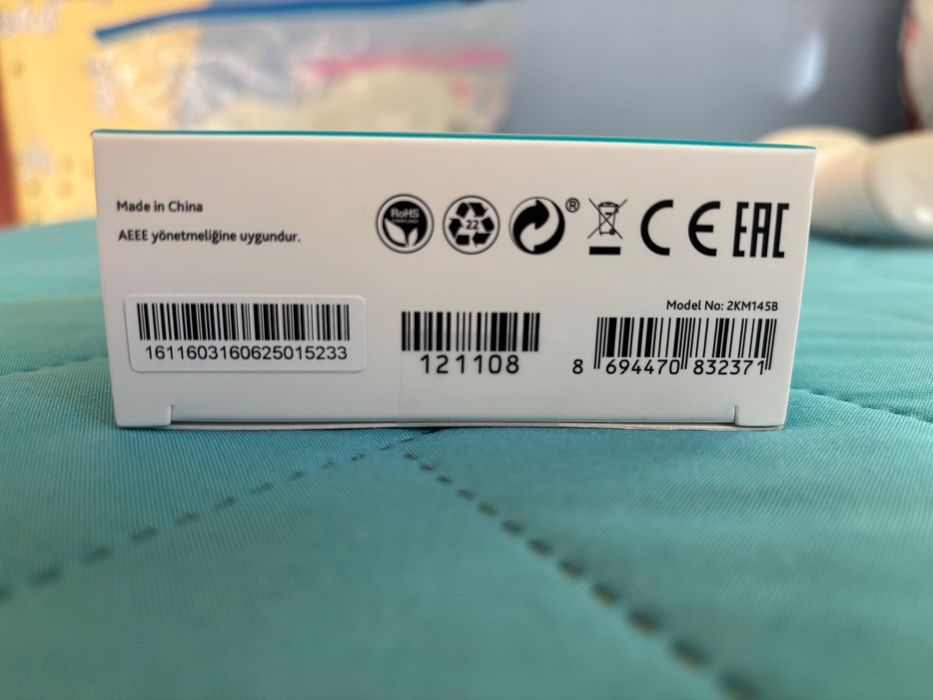 Made in China
AEEE yönetmeliğine uygundur.
RoHS
22
®
CE
EAC
1611603160625015233
121108
Model No: 2KM145B
8 694470 832371